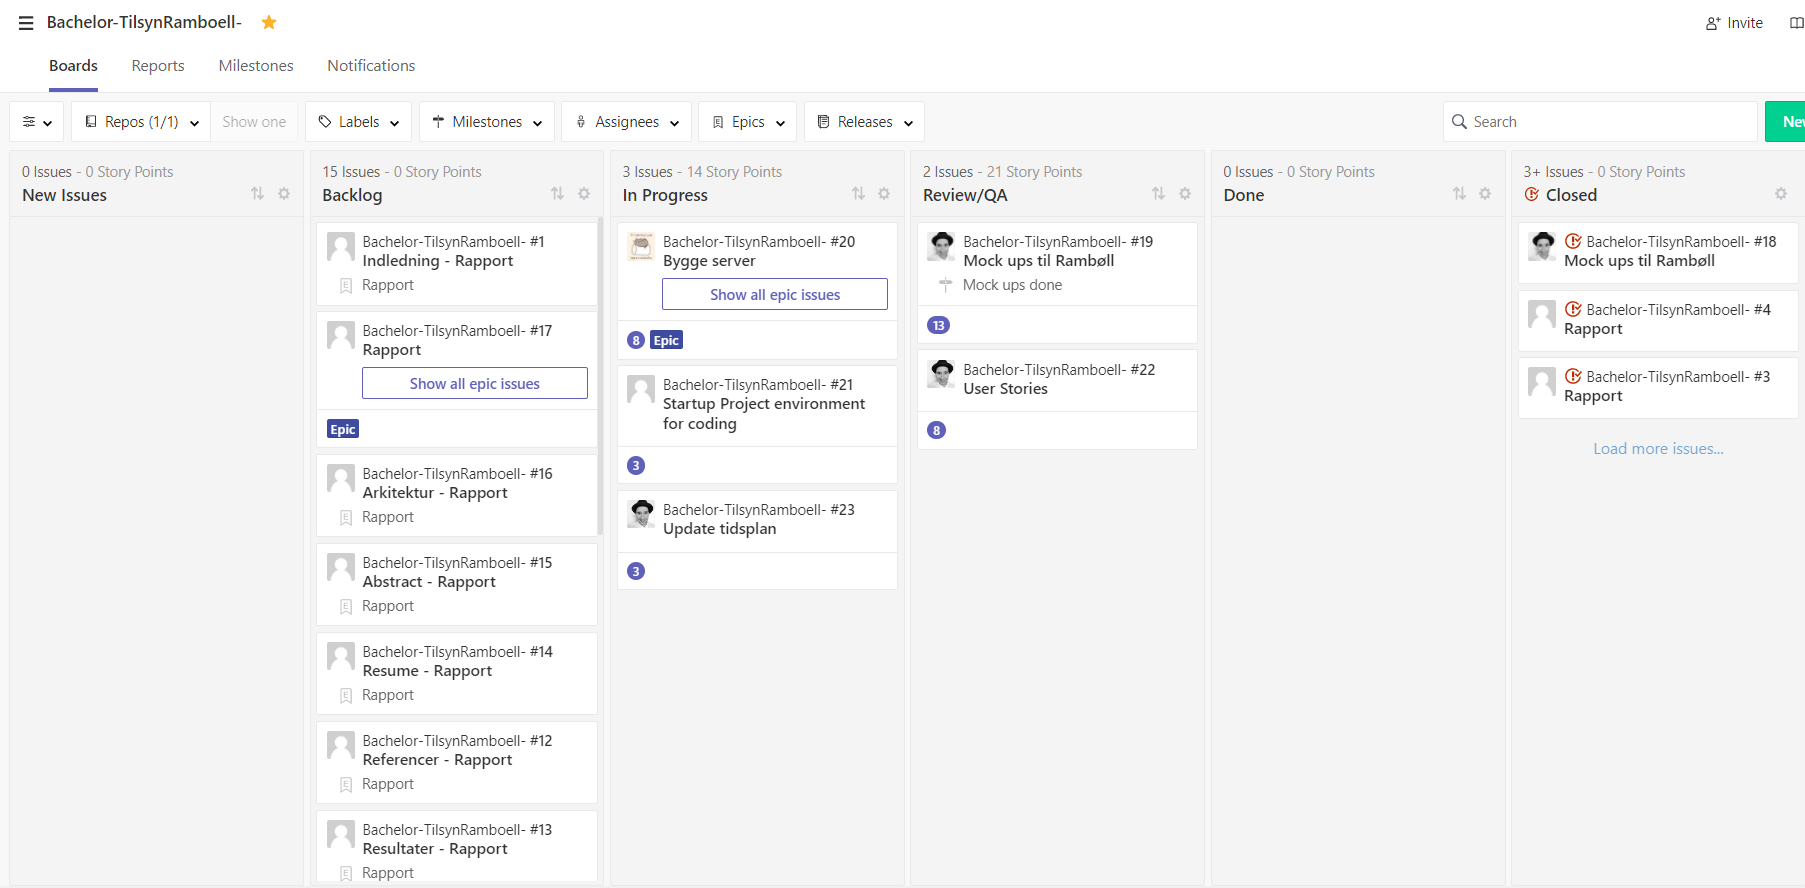 Bachelor-TilsynRamboell-
Invite
Boards Reports Milestones Notifications
Repos (1/1) Show one Labels Milestones Assignees Epics Releases Search
0 Issues - 0 Story Points
New Issues
15 Issues - 0 Story Points
Backlog
Bachelor-TilsynRamboell- #1
Indledning - Rapport
Rapport
Bachelor-TilsynRamboell- #17
Rapport
Show all epic issues
Epic
Bachelor-TilsynRamboell- #16
Arkitektur - Rapport
Rapport
Bachelor-TilsynRamboell- #15
Abstract - Rapport
Rapport
Bachelor-TilsynRamboell- #14
Resume - Rapport
Rapport
Bachelor-TilsynRamboell- #12
Referencer - Rapport
Rapport
Bachelor-TilsynRamboell- #13
Resultater - Rapport
Rapport
3 Issues - 14 Story Points
In Progress
Bachelor-TilsynRamboell- #20
Bygge server
Show all epic issues
8 Epic
Bachelor-TilsynRamboell- #21
Startup Project environment
for coding
3
Bachelor-TilsynRamboell- #23
Update tidsplan
3
2 Issues - 21 Story Points
Review/QA
Bachelor-TilsynRamboell- #19
Mock ups til Rambøll
Mock ups done
13
Bachelor-TilsynRamboell- #22
User Stories
8
0 Issues - 0 Story Points
Done
3+ Issues - 0 Story Points
Closed
Bachelor-TilsynRamboell- #18
Mock ups til Rambøll
Bachelor-TilsynRamboell- #4
Rapport
Bachelor-TilsynRamboell- #3
Rapport
Load more issues...